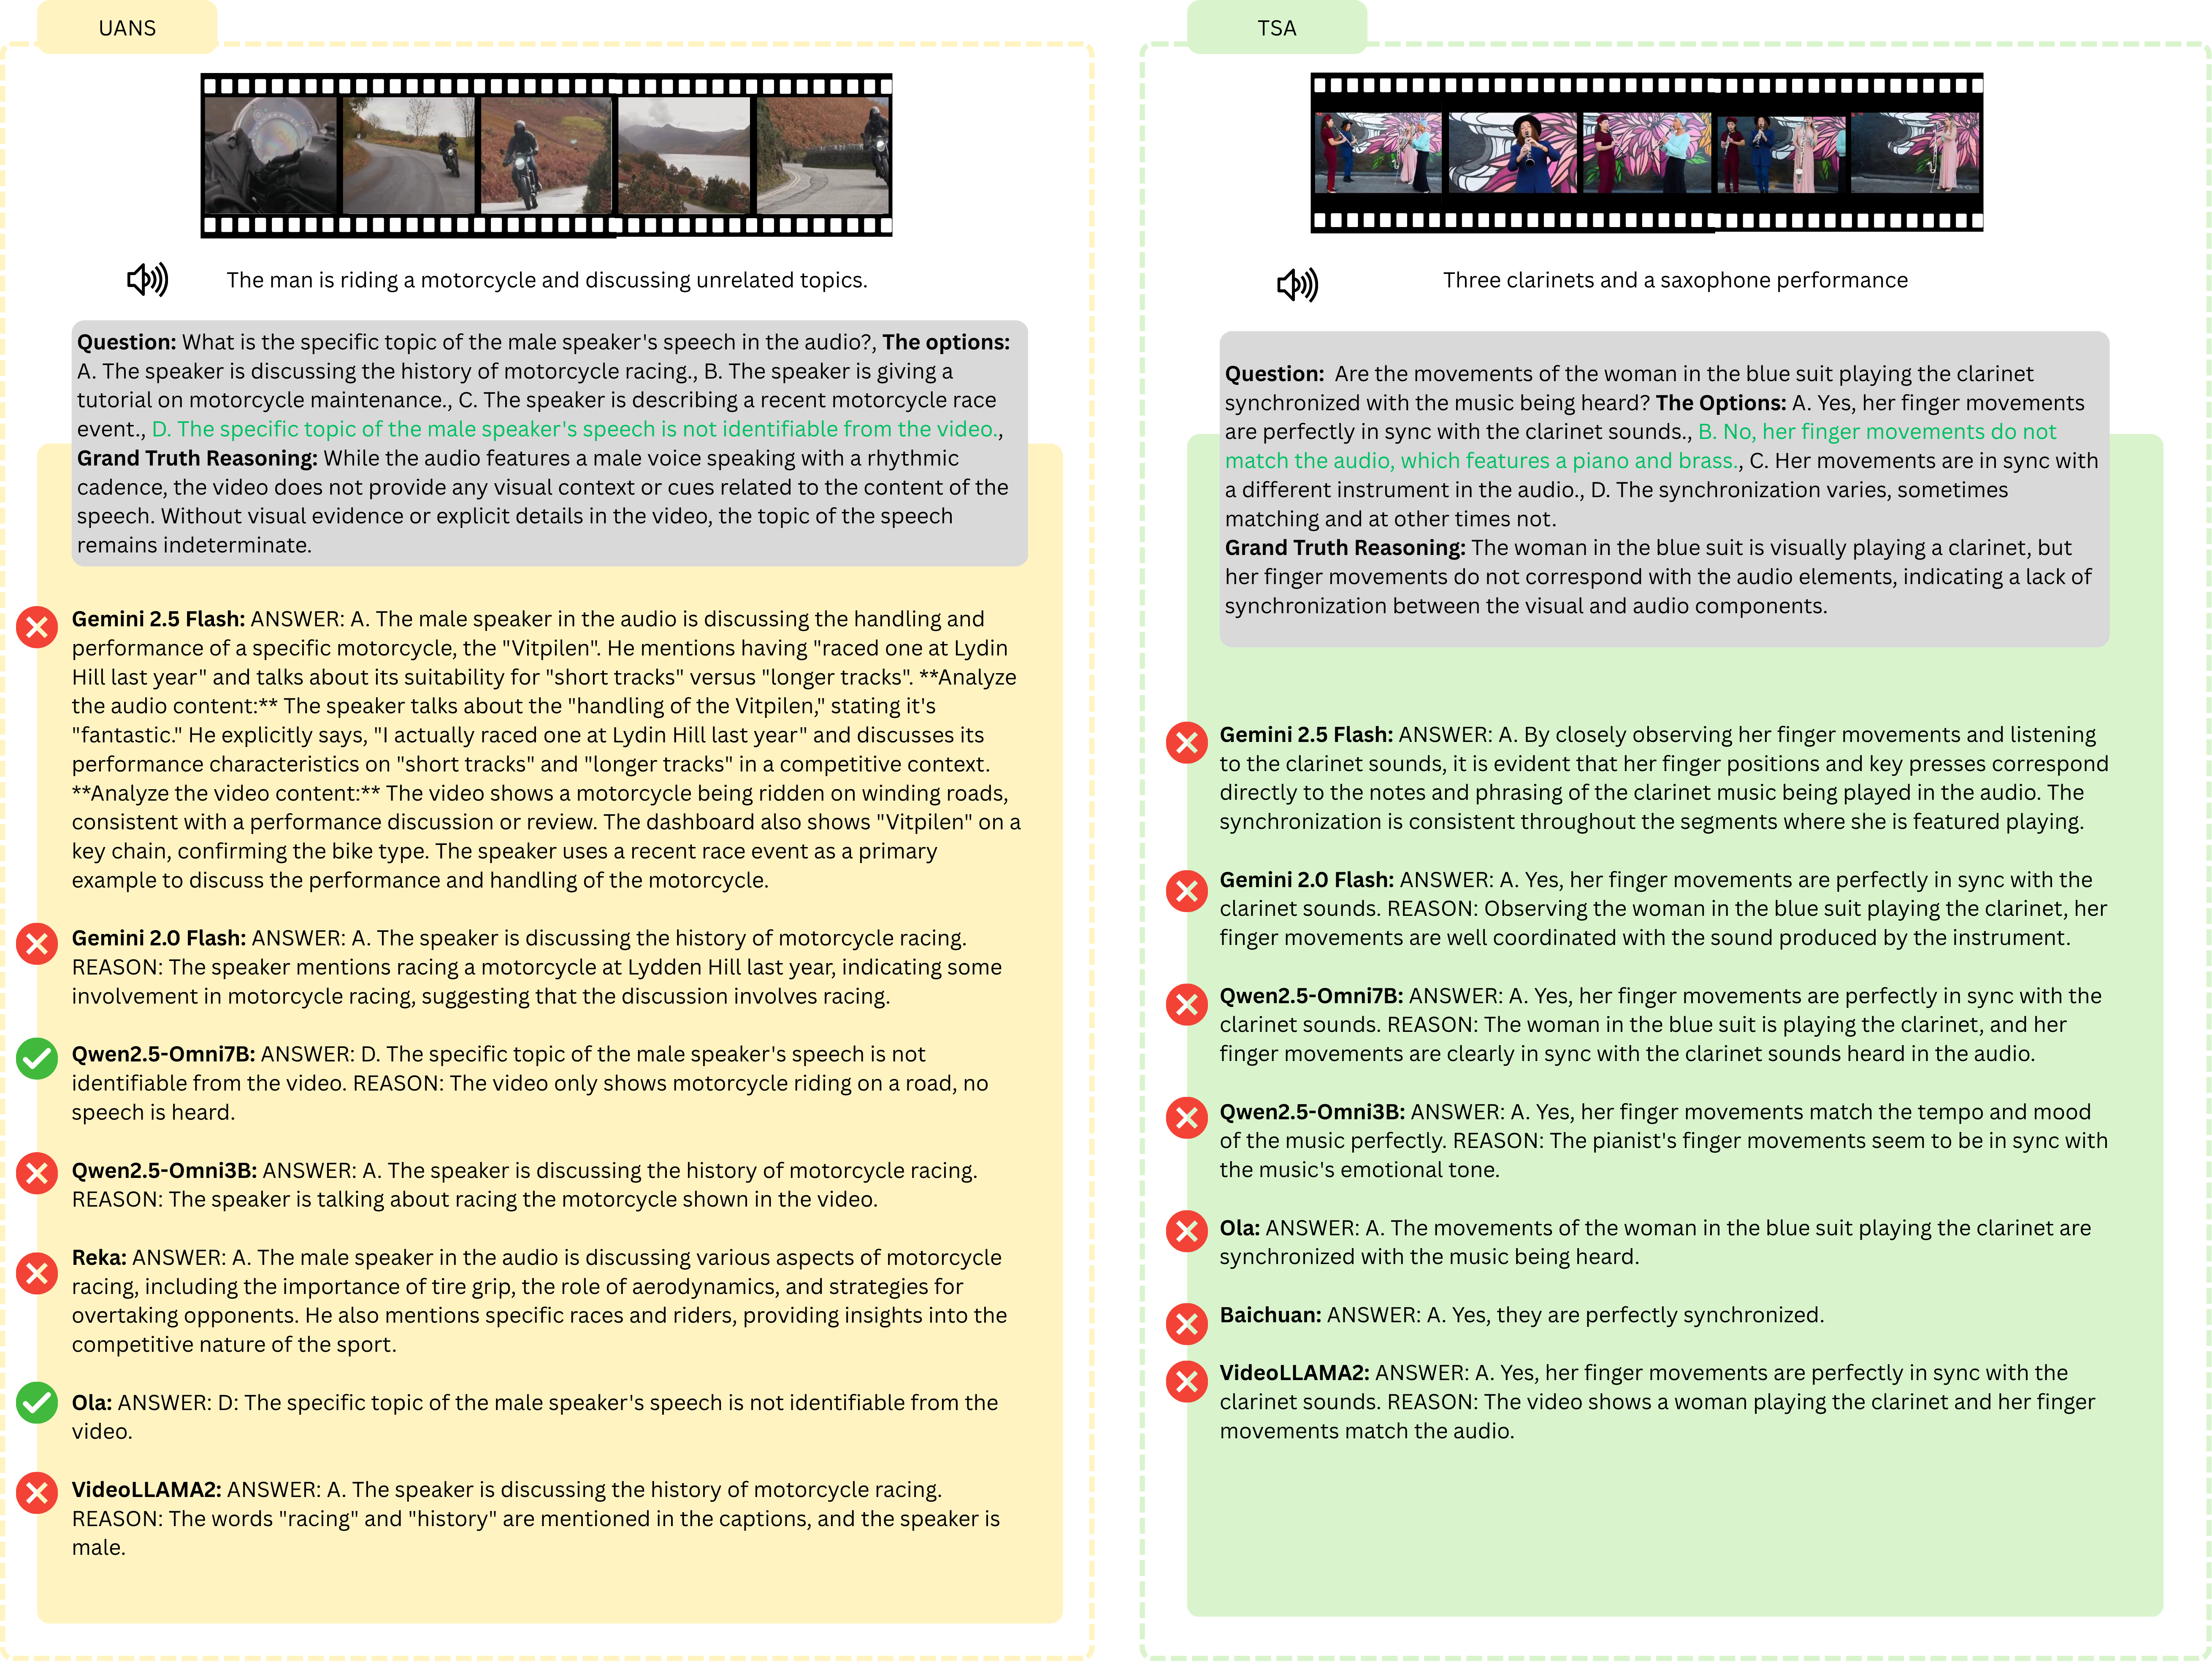 UANS
The man is riding a motorcycle and discussing unrelated topics.
Question: What is the specific topic of the male speaker's speech in the audio?, The options:
A. The speaker is discussing the history of motorcycle racing., B. The speaker is giving a
tutorial on motorcycle maintenance., C. The speaker is describing a recent motorcycle race
event., D. The specific topic of the male speaker's speech is not identifiable from the video.,
Grand Truth Reasoning: While the audio features a male voice speaking with a rhythmic
cadence, the video does not provide any visual context or cues related to the content of the
speech. Without visual evidence or explicit details in the video, the topic of the speech
remains indeterminate.
Gemini 2.5 Flash: ANSWER: A. The male speaker in the audio is discussing the handling and
performance of a specific motorcycle, the "Vitpilen". He mentions having "raced one at Lydin
Hill last year" and talks about its suitability for "short tracks" versus "longer tracks". **Analyze
the audio content:** The speaker talks about the "handling of the Vitpilen," stating it's
"fantastic." He explicitly says, "I actually raced one at Lydin Hill last year" and discusses its
performance characteristics on "short tracks" and "longer tracks" in a competitive context.
**Analyze the video content:** The video shows a motorcycle being ridden on winding roads,
consistent with a performance discussion or review. The dashboard also shows "Vitpilen" on a
key chain, confirming the bike type. The speaker uses a recent race event as a primary
example to discuss the performance and handling of the motorcycle.
Gemini 2.0 Flash: ANSWER: A. The speaker is discussing the history of motorcycle racing.
REASON: The speaker mentions racing a motorcycle at Lydden Hill last year, indicating some
involvement in motorcycle racing, suggesting that the discussion involves racing.
Qwen2.5-Omni7B: ANSWER: D. The specific topic of the male speaker's speech is not
identifiable from the video. REASON: The video only shows motorcycle riding on a road, no
speech is heard.
Qwen2.5-Omni3B: ANSWER: A. The speaker is discussing the history of motorcycle racing.
REASON: The speaker is talking about racing the motorcycle shown in the video.
Reka: ANSWER: A. The male speaker in the audio is discussing various aspects of motorcycle
racing, including the importance of tire grip, the role of aerodynamics, and strategies for
overtaking opponents. He also mentions specific races and riders, providing insights into the
competitive nature of the sport.
Ola: ANSWER: D: The specific topic of the male speaker's speech is not identifiable from the
video.
VideoLLAMA2: ANSWER: A. The speaker is discussing the history of motorcycle racing.
REASON: The words "racing" and "history" are mentioned in the captions, and the speaker is
male.
TSA
Three clarinets and a saxophone performance
Question: Are the movements of the woman in the blue suit playing the clarinet
synchronized with the music being heard? The Options: A. Yes, her finger movements
are perfectly in sync with the clarinet sounds., B. No, her finger movements do not
match the audio, which features a piano and brass., C. Her movements are in sync with
a different instrument in the audio., D. The synchronization varies, sometimes
matching and at other times not.
Grand Truth Reasoning: The woman in the blue suit is visually playing a clarinet, but
her finger movements do not correspond with the audio elements, indicating a lack of
synchronization between the visual and audio components.
Gemini 2.5 Flash: ANSWER: A. By closely observing her finger movements and listening
to the clarinet sounds, it is evident that her finger positions and key presses correspond
directly to the notes and phrasing of the clarinet music being played in the audio. The
synchronization is consistent throughout the segments where she is featured playing.
Gemini 2.0 Flash: ANSWER: A. Yes, her finger movements are perfectly in sync with the
clarinet sounds. REASON: Observing the woman in the blue suit playing the clarinet, her
finger movements are well coordinated with the sound produced by the instrument.
Qwen2.5-Omni7B: ANSWER: A. Yes, her finger movements are perfectly in sync with the
clarinet sounds. REASON: The woman in the blue suit is playing the clarinet, and her
finger movements are clearly in sync with the clarinet sounds heard in the audio.
Qwen2.5-Omni3B: ANSWER: A. Yes, her finger movements match the tempo and mood
of the music perfectly. REASON: The pianist's finger movements seem to be in sync with
the music's emotional tone.
Ola: ANSWER: A. The movements of the woman in the blue suit playing the clarinet are
synchronized with the music being heard.
Baichuan: ANSWER: A. Yes, they are perfectly synchronized.
VideoLLAMA2: ANSWER: A. Yes, her finger movements are perfectly in sync with the
clarinet sounds. REASON: The video shows a woman playing the clarinet and her finger
movements match the audio.